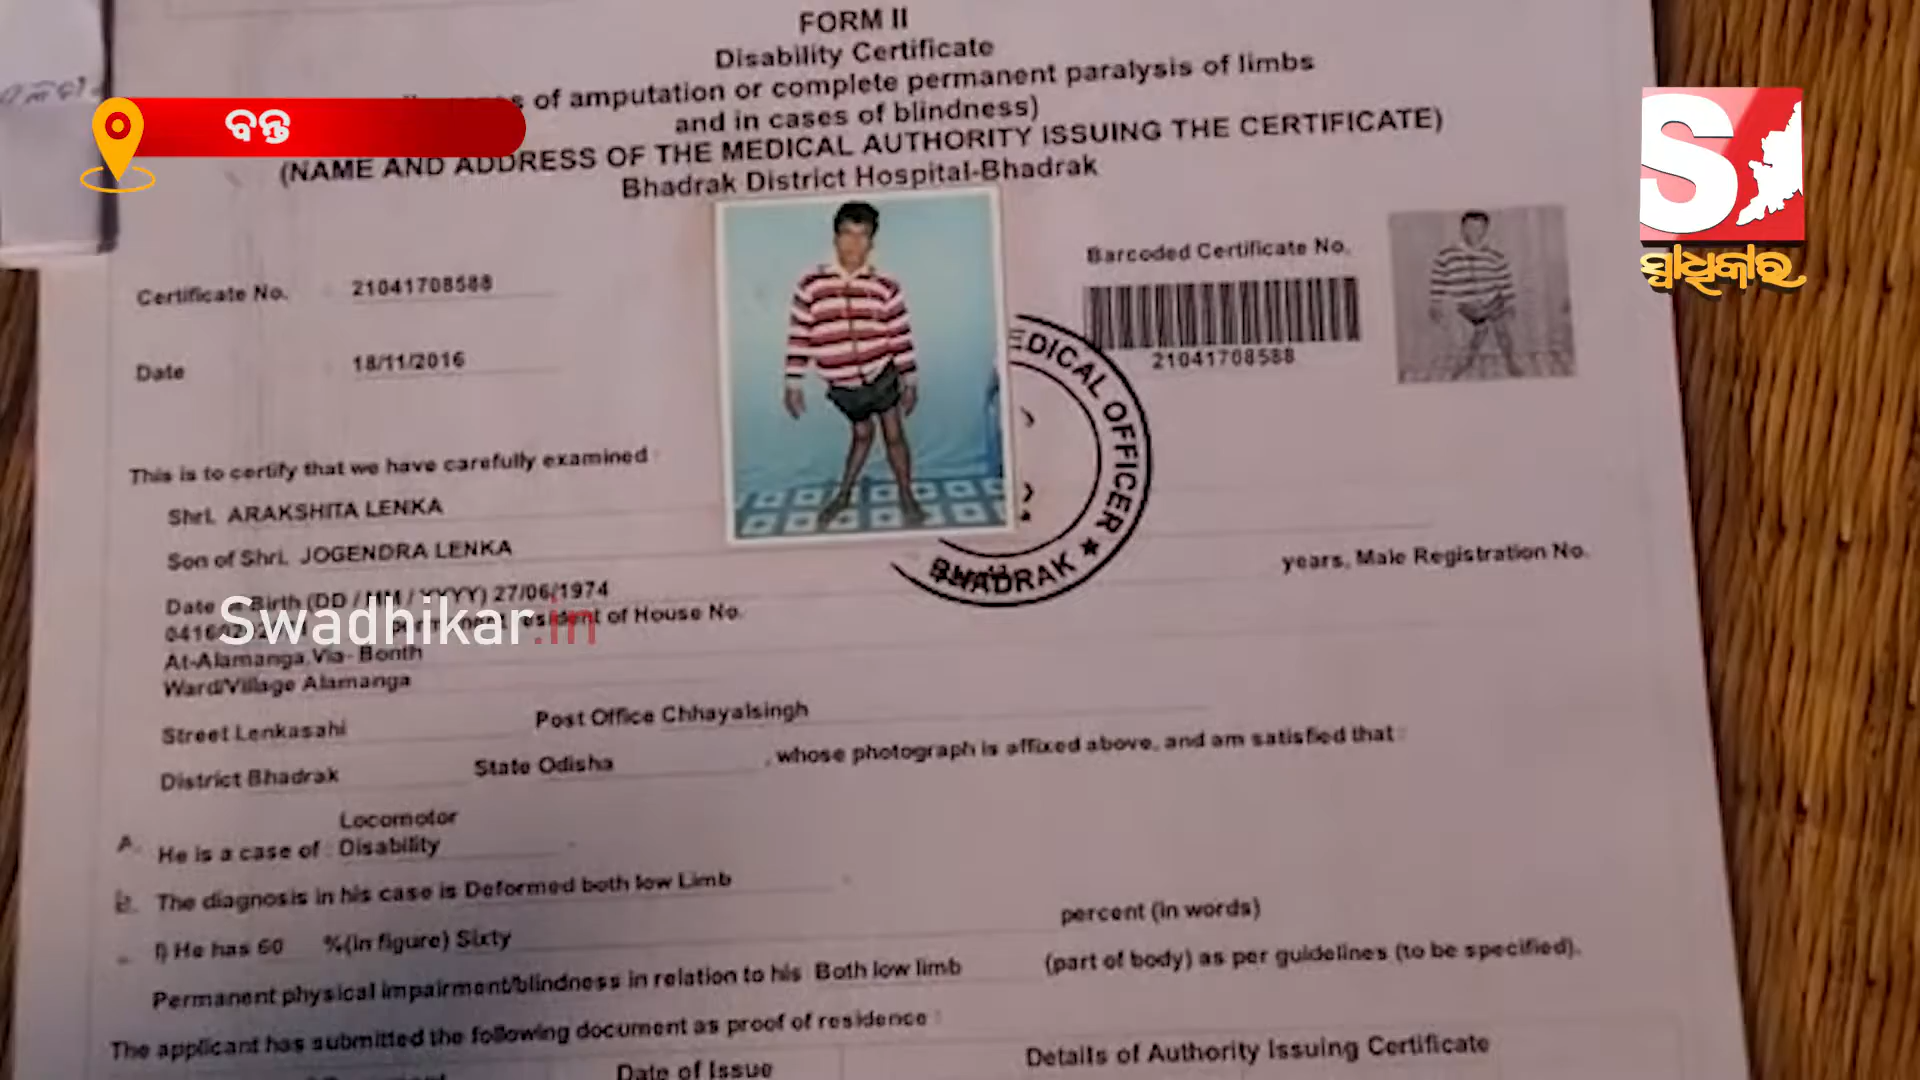 FORM II
Disability Certificate
of amputation or complete permanent paralysis of limbs
and in cases of blindness)
(NAME AND ADDRESS OF THE MEDICAL AUTHORITY ISSUING THE CERTIFICATE)
Bhadrak District Hospital-Bhadrak
ବନ୍ତ
S
ସ୍ୱାଧିକାର
Certificate No. 21041708588
Barcoded Certificate No.
21041708588
Date 18/11/2016
MEDICAL OFFICER ★ BHADRAK
This is to certify that we have carefully examined :
Shri. ARAKSHITA LENKA
Son of Shri. JOGENDRA LENKA
Date of Birth (DD / MM / YYYY) 27/06/1974 years, Male Registration No.
permanent resident of House No.
Swadhikar.in
At-Alamanga,Via- Bonth
Ward/Village Alamanga
Street Lenkasahi Post Office Chhayalsingh
District Bhadrak State Odisha , whose photograph is affixed above, and am satisfied that :
A. He is a case of : Locomotor Disability
B. The diagnosis in his case is Deformed both low Limb
I) He has 60 %(in figure) Sixty percent (in words)
Permanent physical impairment/blindness in relation to his Both low limb (part of body) as per guidelines (to be specified).
The applicant has submitted the following document as proof of residence :
Date of Issue Details of Authority Issuing Certificate